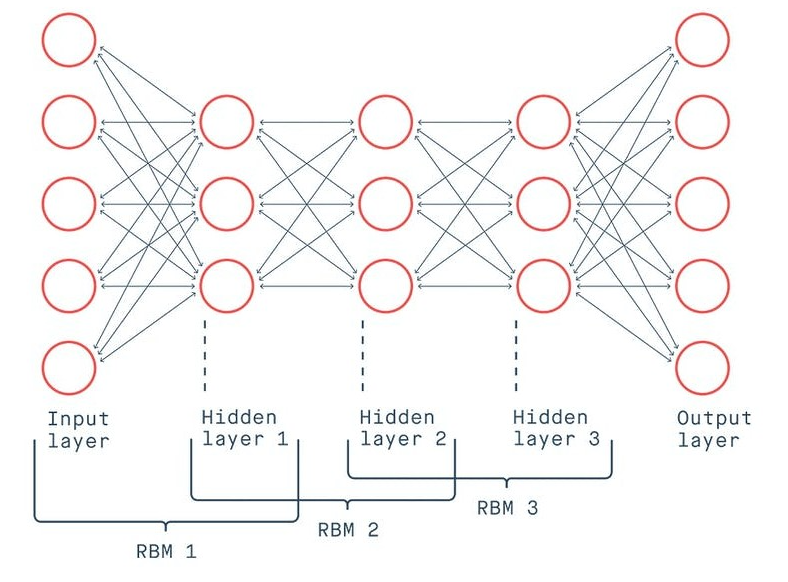 Input
layer
Hidden
layer 1
Hidden
layer 2
Hidden
layer 3
Output
layer
RBM 1
RBM 2
RBM 3